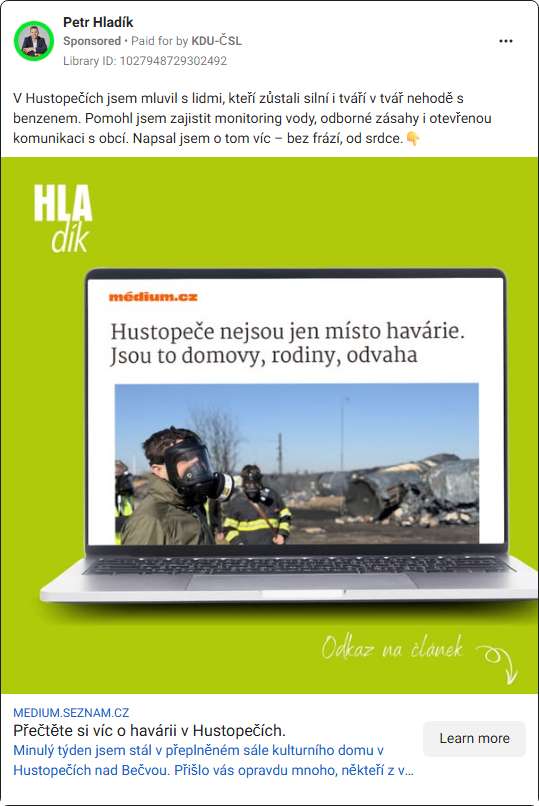 Petr Hladík
Sponsored • Paid for by KDU-ČSL
Library ID: 1027948729302492
V Hustopečích jsem mluvil s lidmi, kteří zůstali silní i tváří v tvář nehodě s
benzenem. Pomohl jsem zajistit monitoring vody, odborné zásahy i otevřenou
komunikaci s obcí. Napsal jsem o tom víc – bez frází, od srdce. 👇
HLA
dík
médium.cz
Hustopeče nejsou jen místo havárie.
Jsou to domovy, rodiny, odvaha
Odkaz na článek
MEDIUM.SEZNAM.CZ
Přečtěte si víc o havárii v Hustopečích.
Minulý týden jsem stál v přeplněném sále kulturního domu v
Hustopečích nad Bečvou. Přišlo vás opravdu mnoho, někteří z v...
Learn more